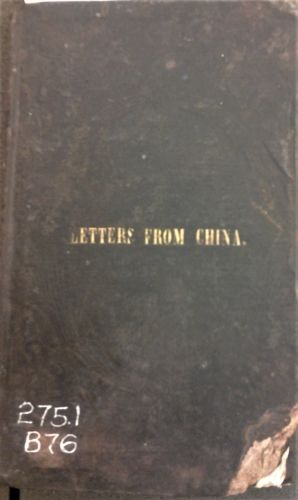 LETTERS FROM CHINA.
275.1
B76